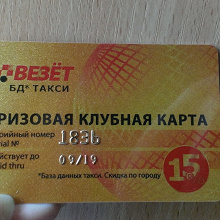 ВЕЗЁТ
БД* ТАКСИ
РИЗОВАЯ КЛУБНАЯ КАРТА
рийный номер 1836
ial №
йствует до 09/19
id thru
15
*База данных такси. Скидка по городу